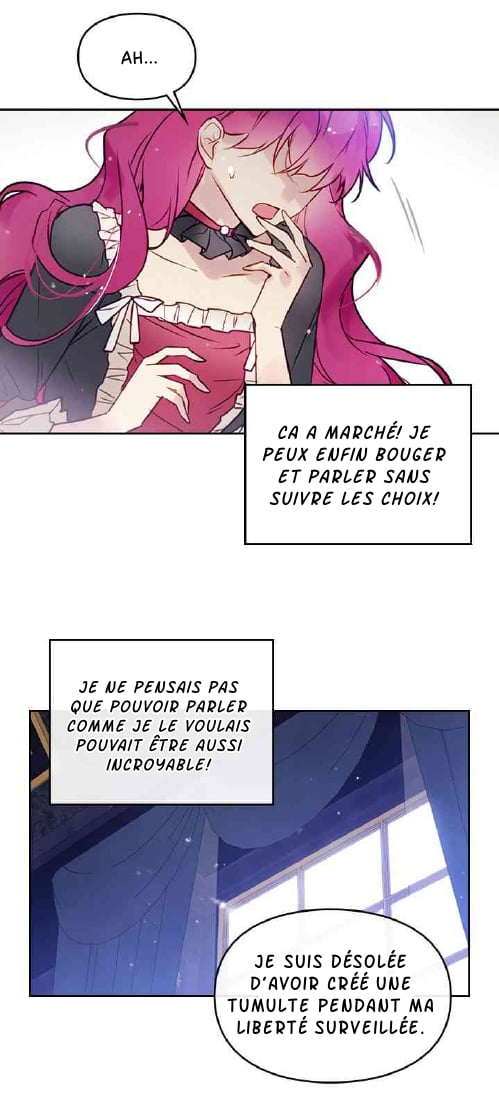 AH...
CA A MARCHÉ! JE
PEUX ENFIN BOUGER
ET PARLER SANS
SUIVRE LES CHOIX!
JE NE PENSAIS PAS
QUE POUVOIR PARLER
COMME JE LE VOULAIS
POUVAIT ÊTRE AUSSI
INCROYABLE!
JE SUIS DÉSOLÉE
D'AVOIR CRÉÉ UNE
TUMULTE PENDANT MA
LIBERTÉ SURVEILLÉE.